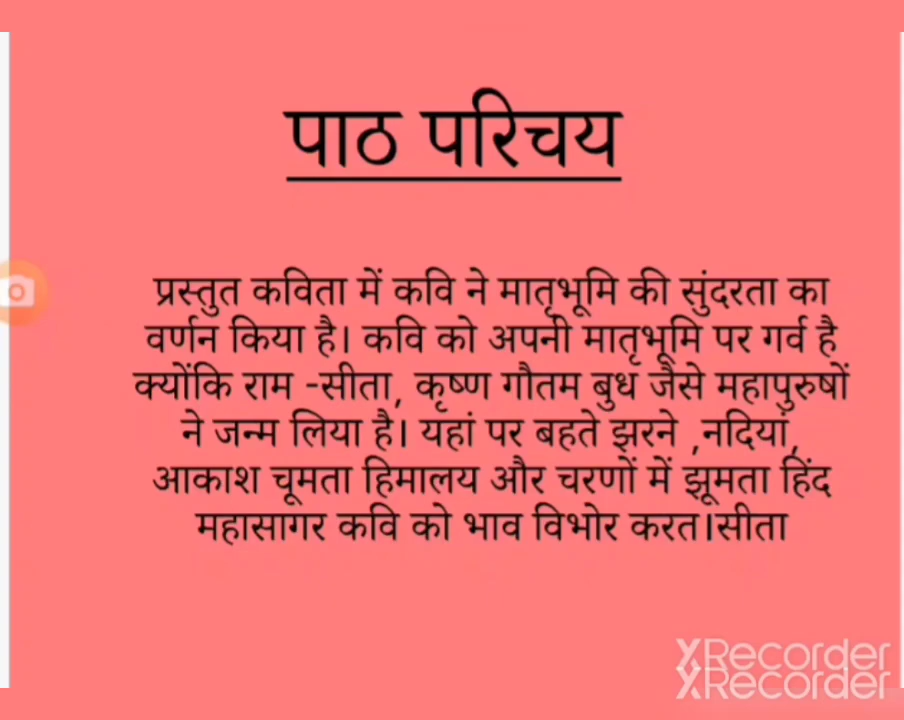 पाठ परिचय
प्रस्तुत कविता में कवि ने मातृभूमि की सुंदरता का
वर्णन किया है। कवि को अपनी मातृभूमि पर गर्व है
क्योंकि राम -सीता, कृष्ण गौतम बुध जैसे महापुरुषों
ने जन्म लिया है। यहां पर बहते झरने ,नदियां,
आकाश चूमता हिमालय और चरणों में झूमता हिंद
महासागर कवि को भाव विभोर करत।सीता
XRecorder
XRecorder